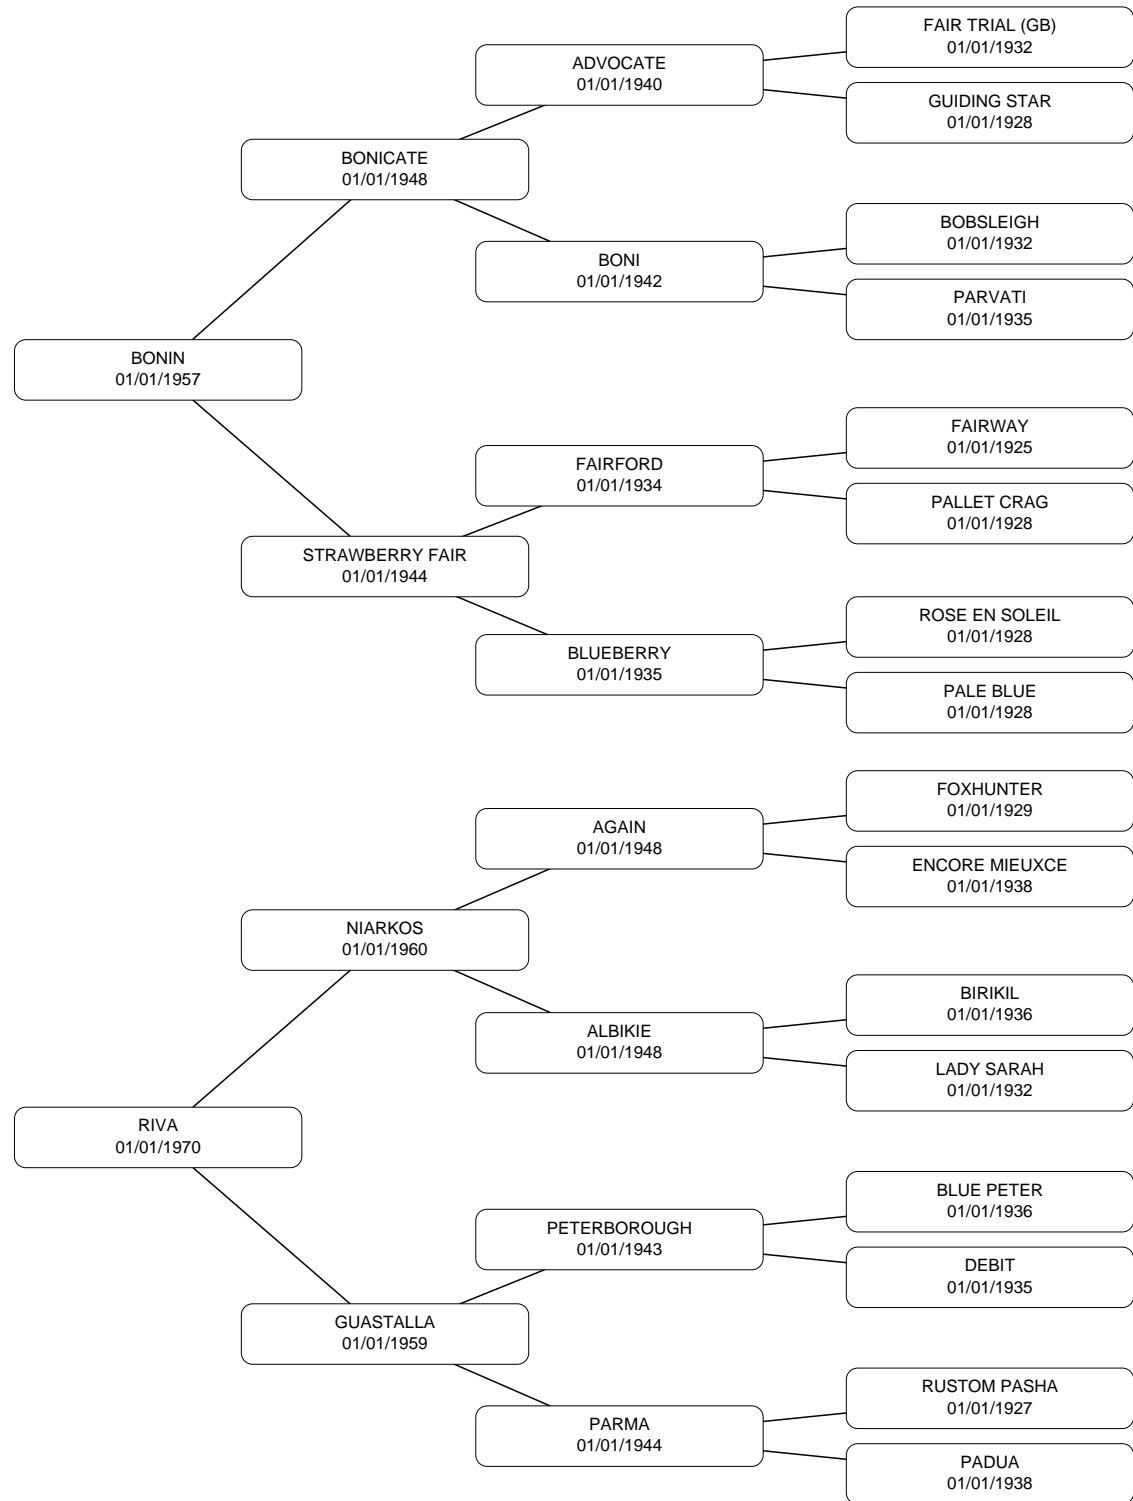 FAIR TRIAL (GB)
01/01/1932
ADVOCATE
01/01/1940
GUIDING STAR
01/01/1928
BONICATE
01/01/1948
BOBSLEIGH
01/01/1932
BONI
01/01/1942
PARVATI
01/01/1935
BONIN
01/01/1957
FAIRWAY
01/01/1925
FAIRFORD
01/01/1934
PALLET CRAG
01/01/1928
STRAWBERRY FAIR
01/01/1944
ROSE EN SOLEIL
01/01/1928
BLUEBERRY
01/01/1935
PALE BLUE
01/01/1928
FOXHUNTER
01/01/1929
AGAIN
01/01/1948
ENCORE MIEUXCE
01/01/1938
NIARKOS
01/01/1960
BIRIKIL
01/01/1936
ALBIKIE
01/01/1948
LADY SARAH
01/01/1932
RIVA
01/01/1970
BLUE PETER
01/01/1936
PETERBOROUGH
01/01/1943
DEBIT
01/01/1935
GUASTALLA
01/01/1959
RUSTOM PASHA
01/01/1927
PARMA
01/01/1944
PADUA
01/01/1938